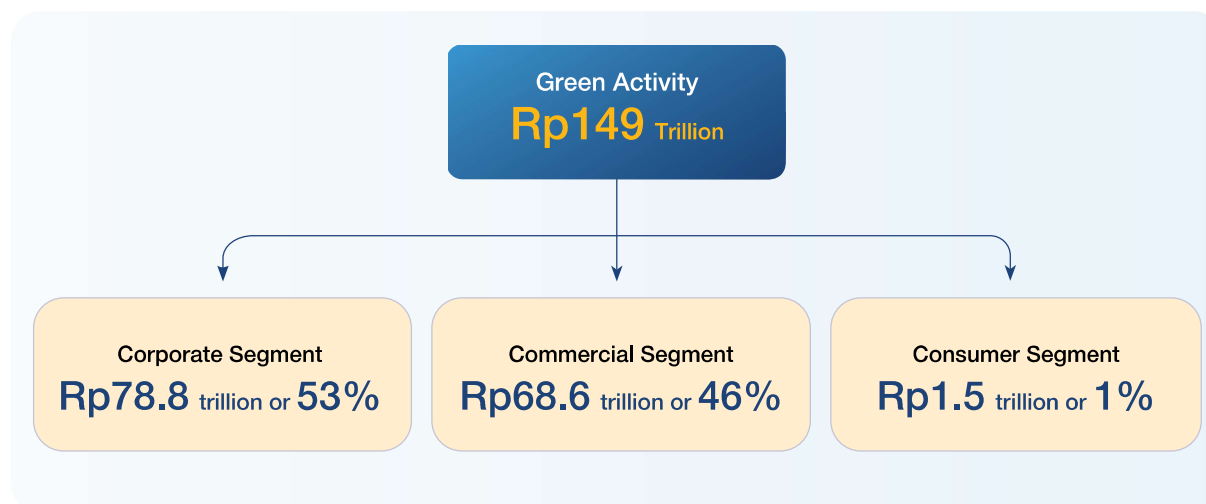 Green Activity
Rp149 Trillion
Corporate Segment
Rp78.8 trillion or 53%
Commercial Segment
Rp68.6 trillion or 46%
Consumer Segment
Rp1.5 trillion or 1%